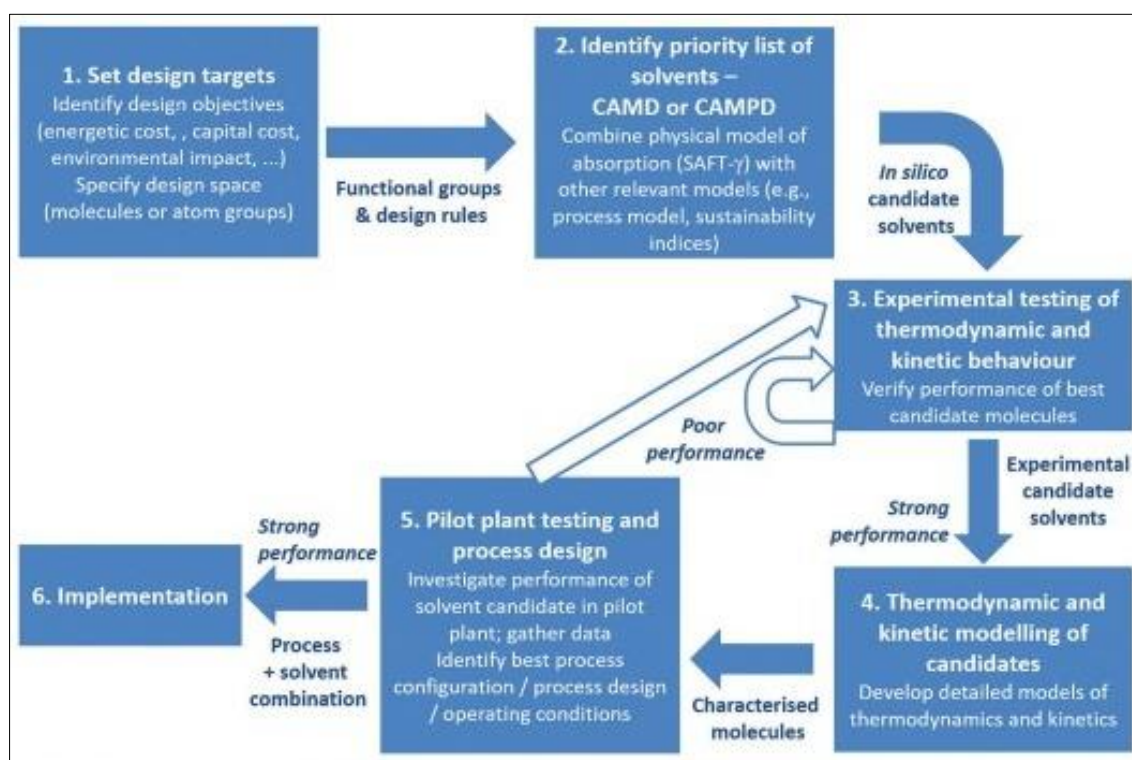 1. Set design targets
Identify design objectives
(energetic cost, , capital cost,
environmental impact, ...)
Specify design space
(molecules or atom groups)
Functional groups
& design rules
2. Identify priority list of
solvents –
CAMD or CAMPD
Combine physical model of
absorption (SAFT-γ) with
other relevant models (e.g.,
process model, sustainability
indices)
In silico
candidate
solvents
3. Experimental testing of
thermodynamic and
kinetic behaviour
Verify performance of best
candidate molecules
Poor
performance
Experimental
candidate
solvents
Strong
performance
4. Thermodynamic and
kinetic modelling of
candidates
Develop detailed models of
thermodynamics and kinetics
Characterised
molecules
5. Pilot plant testing and
process design
Investigate performance of
solvent candidate in pilot
plant; gather data
Identify best process
configuration / process design
/ operating conditions
Strong
performance
Process
+ solvent
combination
6. Implementation